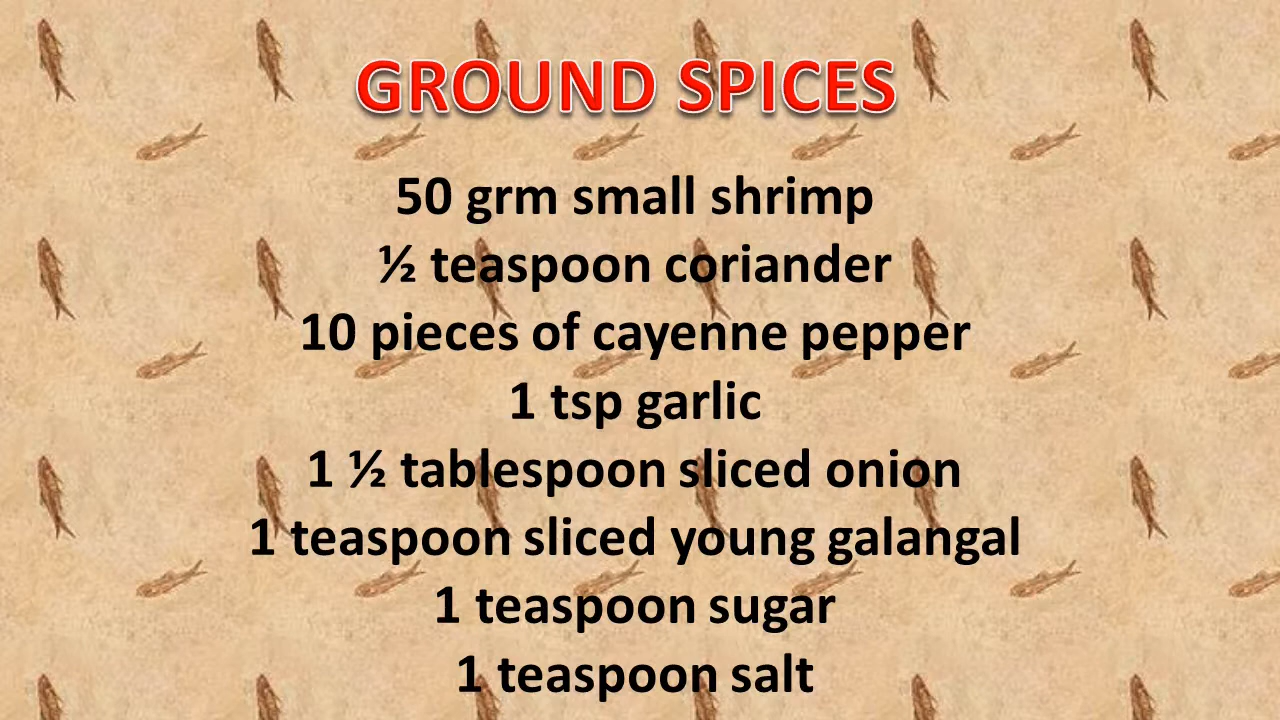 GROUND SPICES
50 grm small shrimp
½ teaspoon coriander
10 pieces of cayenne pepper
1 tsp garlic
1 ½ tablespoon sliced onion
1 teaspoon sliced young galangal
1 teaspoon sugar
1 teaspoon salt